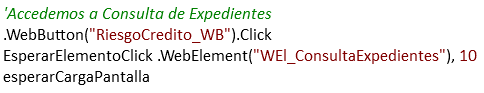 'Accedemos a Consulta de Expedientes
.WebButton("RiesgoCredito_WB").Click
EsperarElementoClick .WebElement("WEl_ConsultaExpedientes"), 10
esperarCargaPantalla